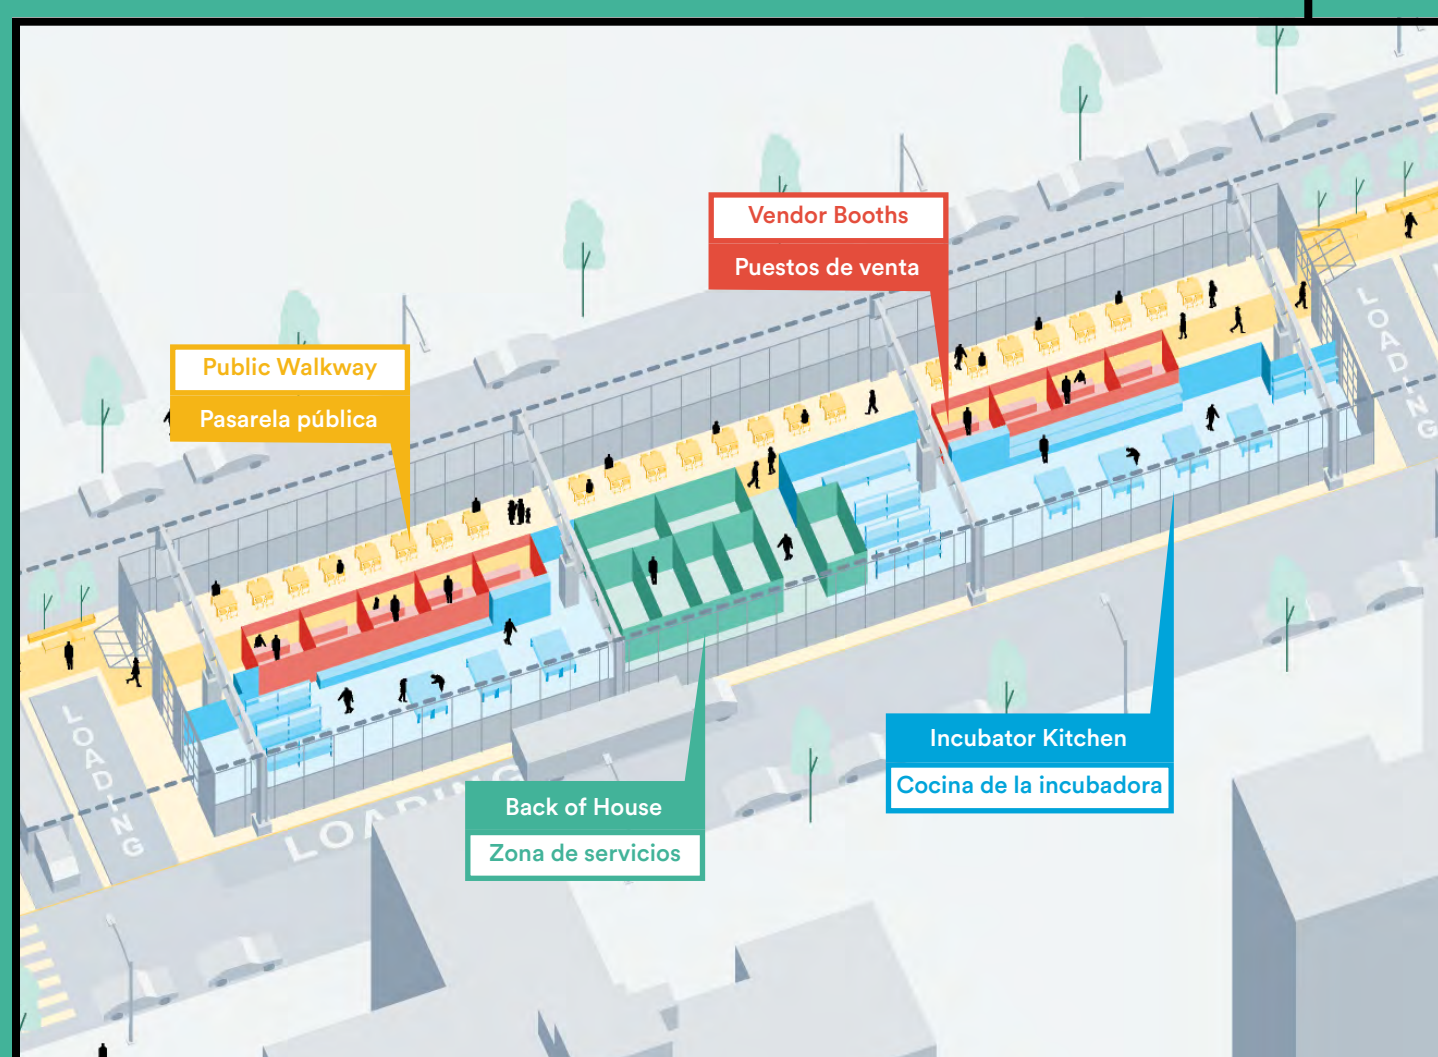 Vendor Booths
Puestos de venta
LOADING
Public Walkway
Pasarela pública
LOADING
LOADING
Back of House
Zona de servicios
Incubator Kitchen
Cocina de la incubadora